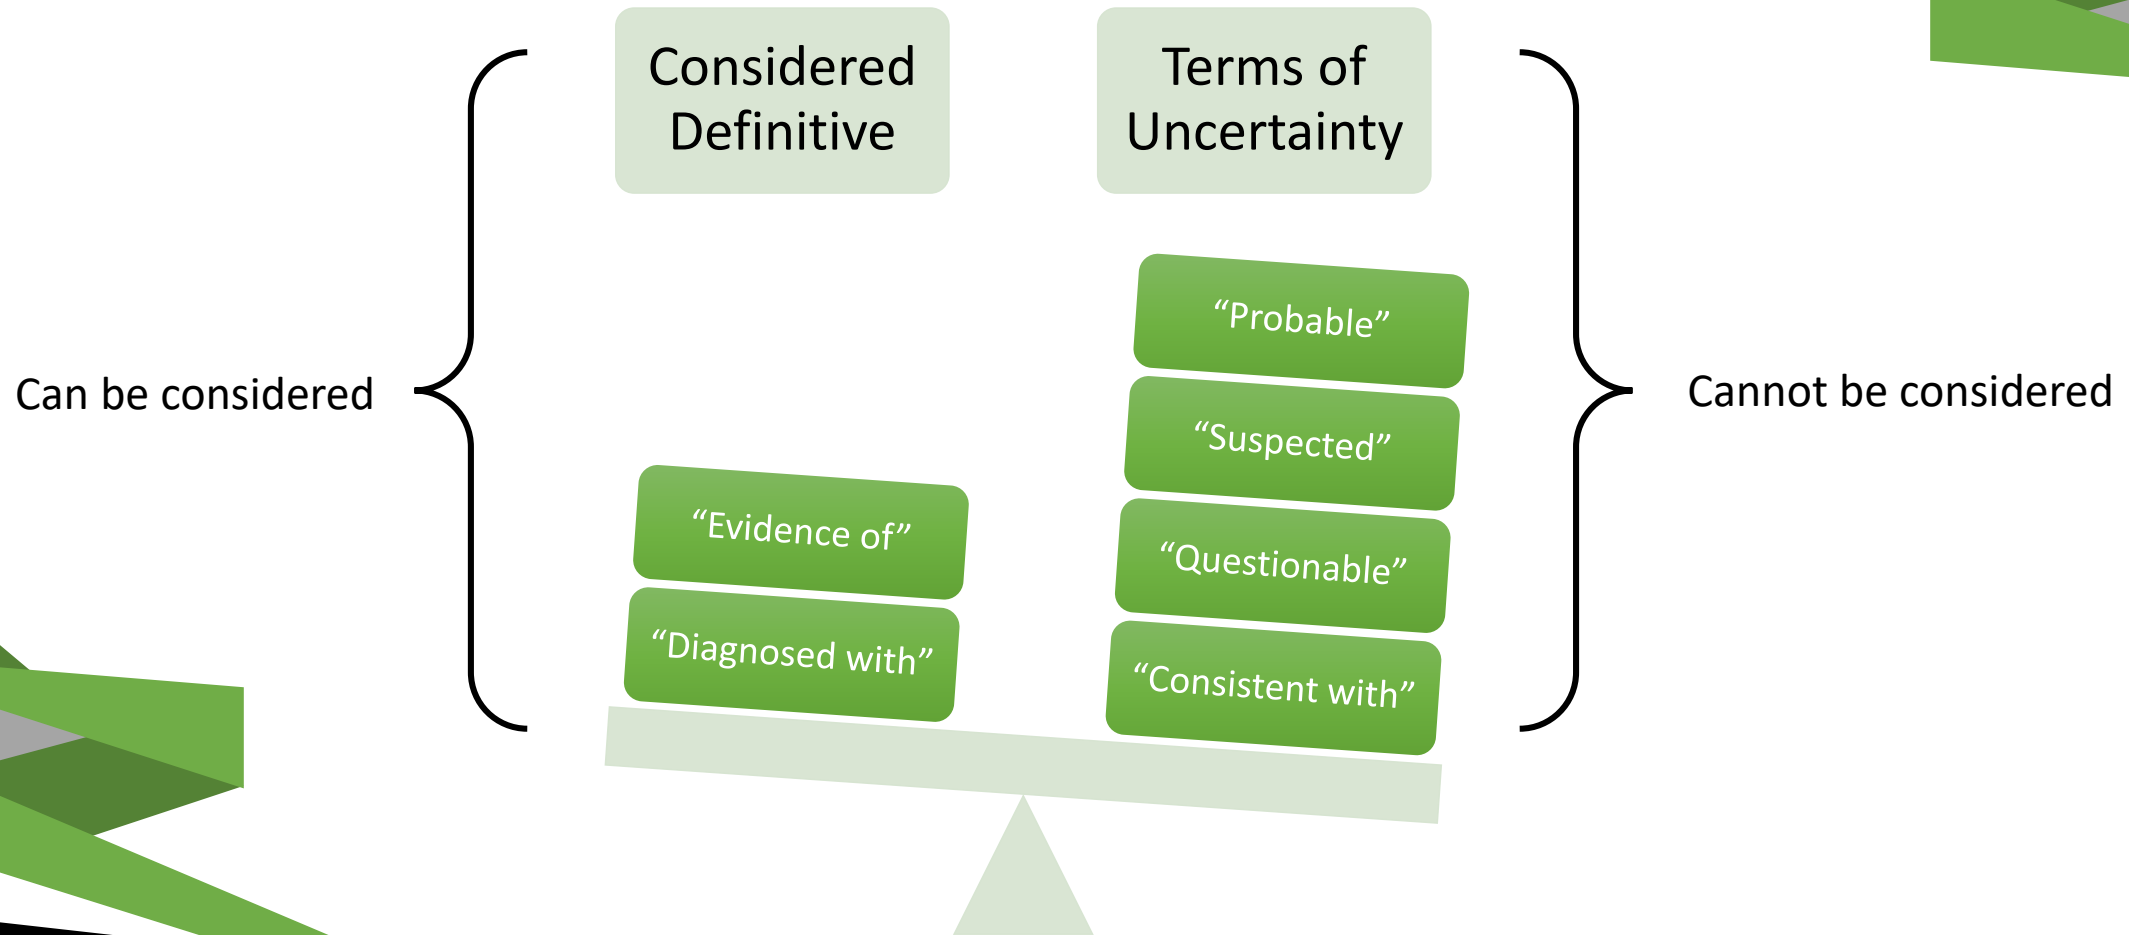 Considered
Definitive
Terms of
Uncertainty
Can be considered
“Evidence of”
“Diagnosed with”
“Probable”
“Suspected”
“Questionable”
“Consistent with”
Cannot be considered